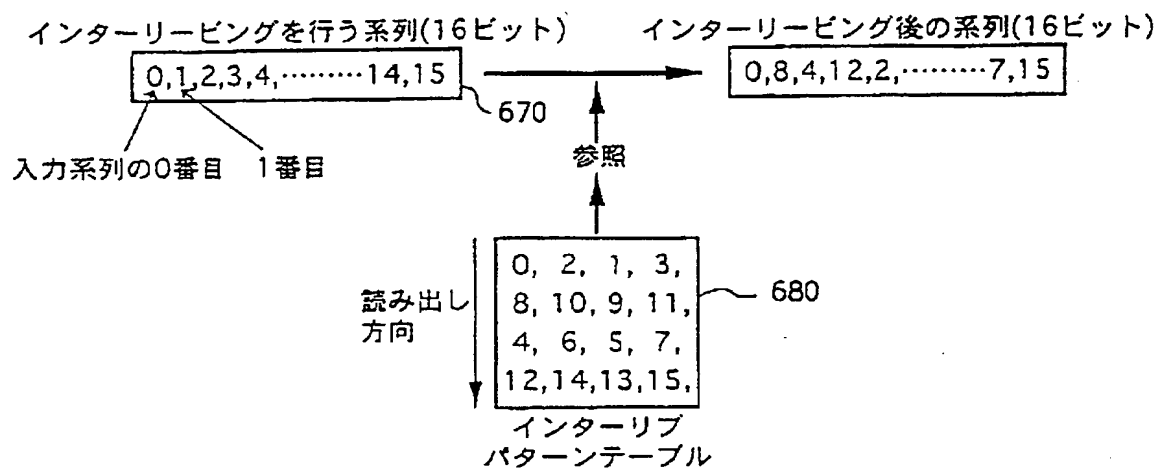 インターリービングを行う系列(16ビット)
インターリービング後の系列(16ビット)
0,1,2,3,4,………14,15
0,8,4,12,2,………7,15
670
入力系列の0番目 1番目
参照
0, 2, 1, 3,
8, 10, 9, 11,
4, 6, 5, 7,
12,14,13,15,
680
読み出し
方向
インターリブ
パターンテーブル